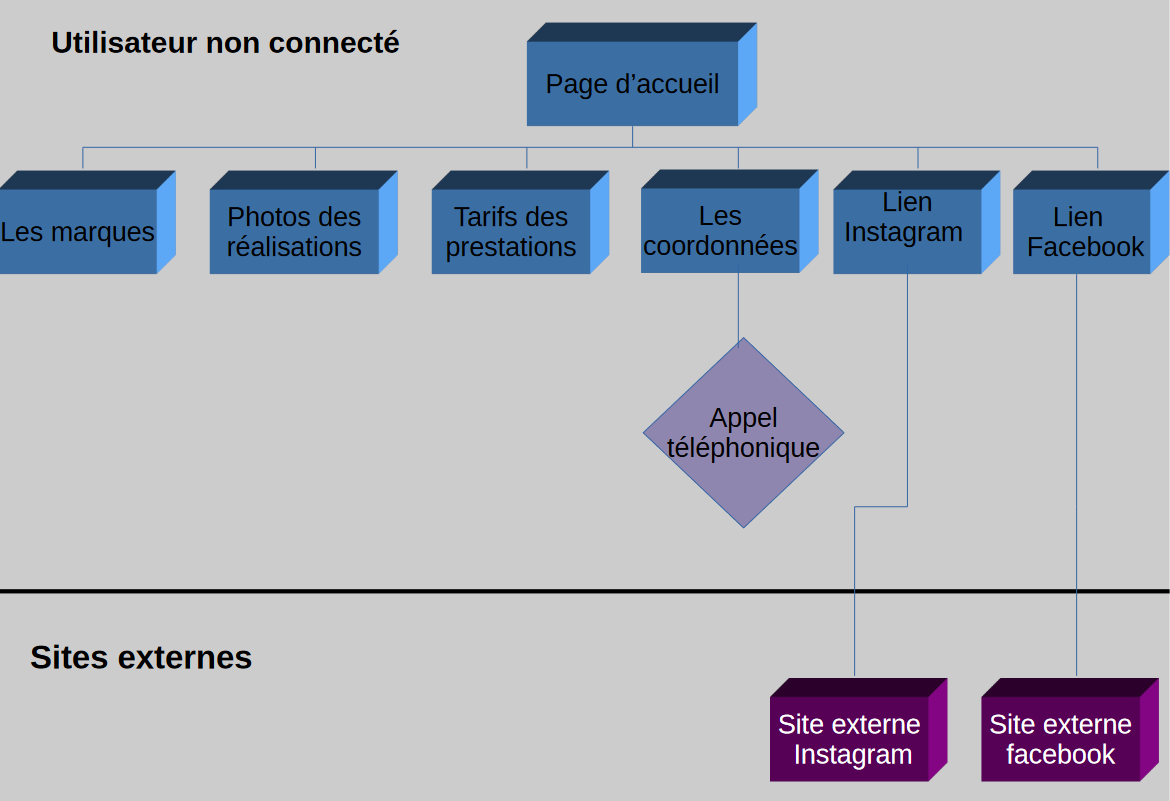 Utilisateur non connecté
Page d’accueil
Les marques
Photos des
réalisations
Tarifs des
prestations
Les
coordonnées
Lien
Instagram
Lien
Facebook
Appel
téléphonique
Sites externes
Site externe
Instagram
Site externe
facebook